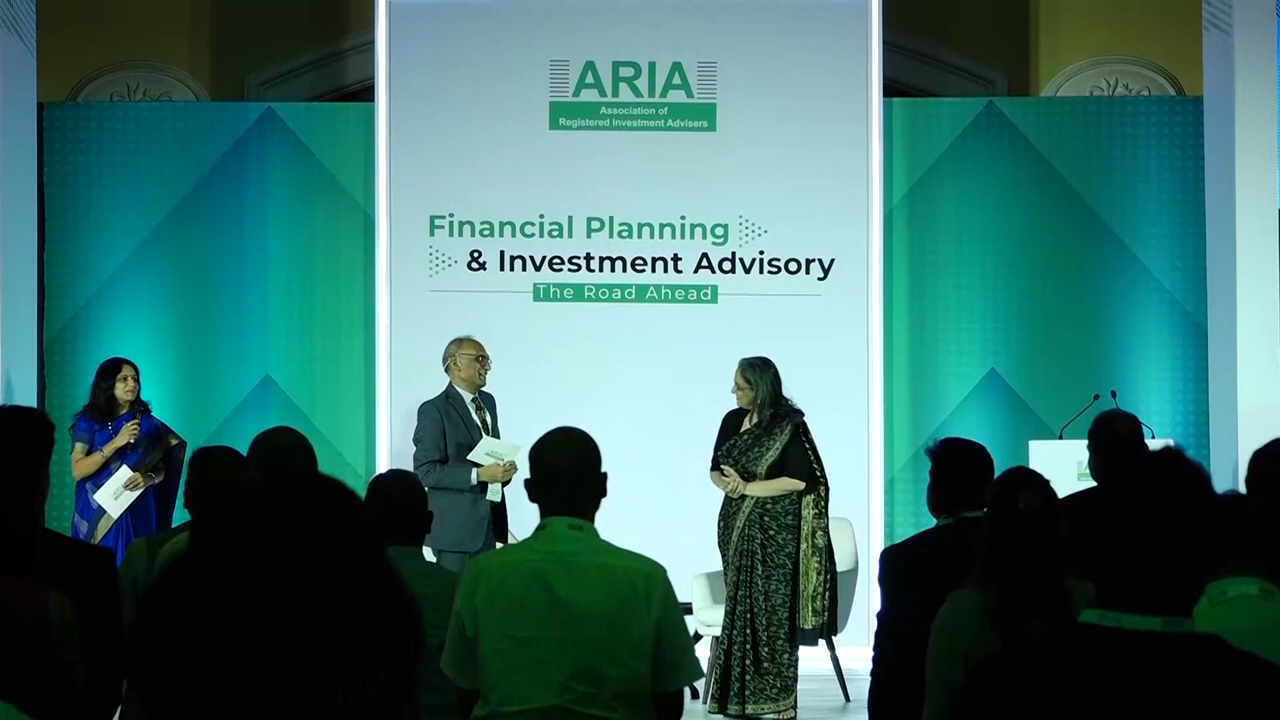 ARIA
Association of
Registered Investment Advisers
Financial Planning
& Investment Advisory
The Road Ahead